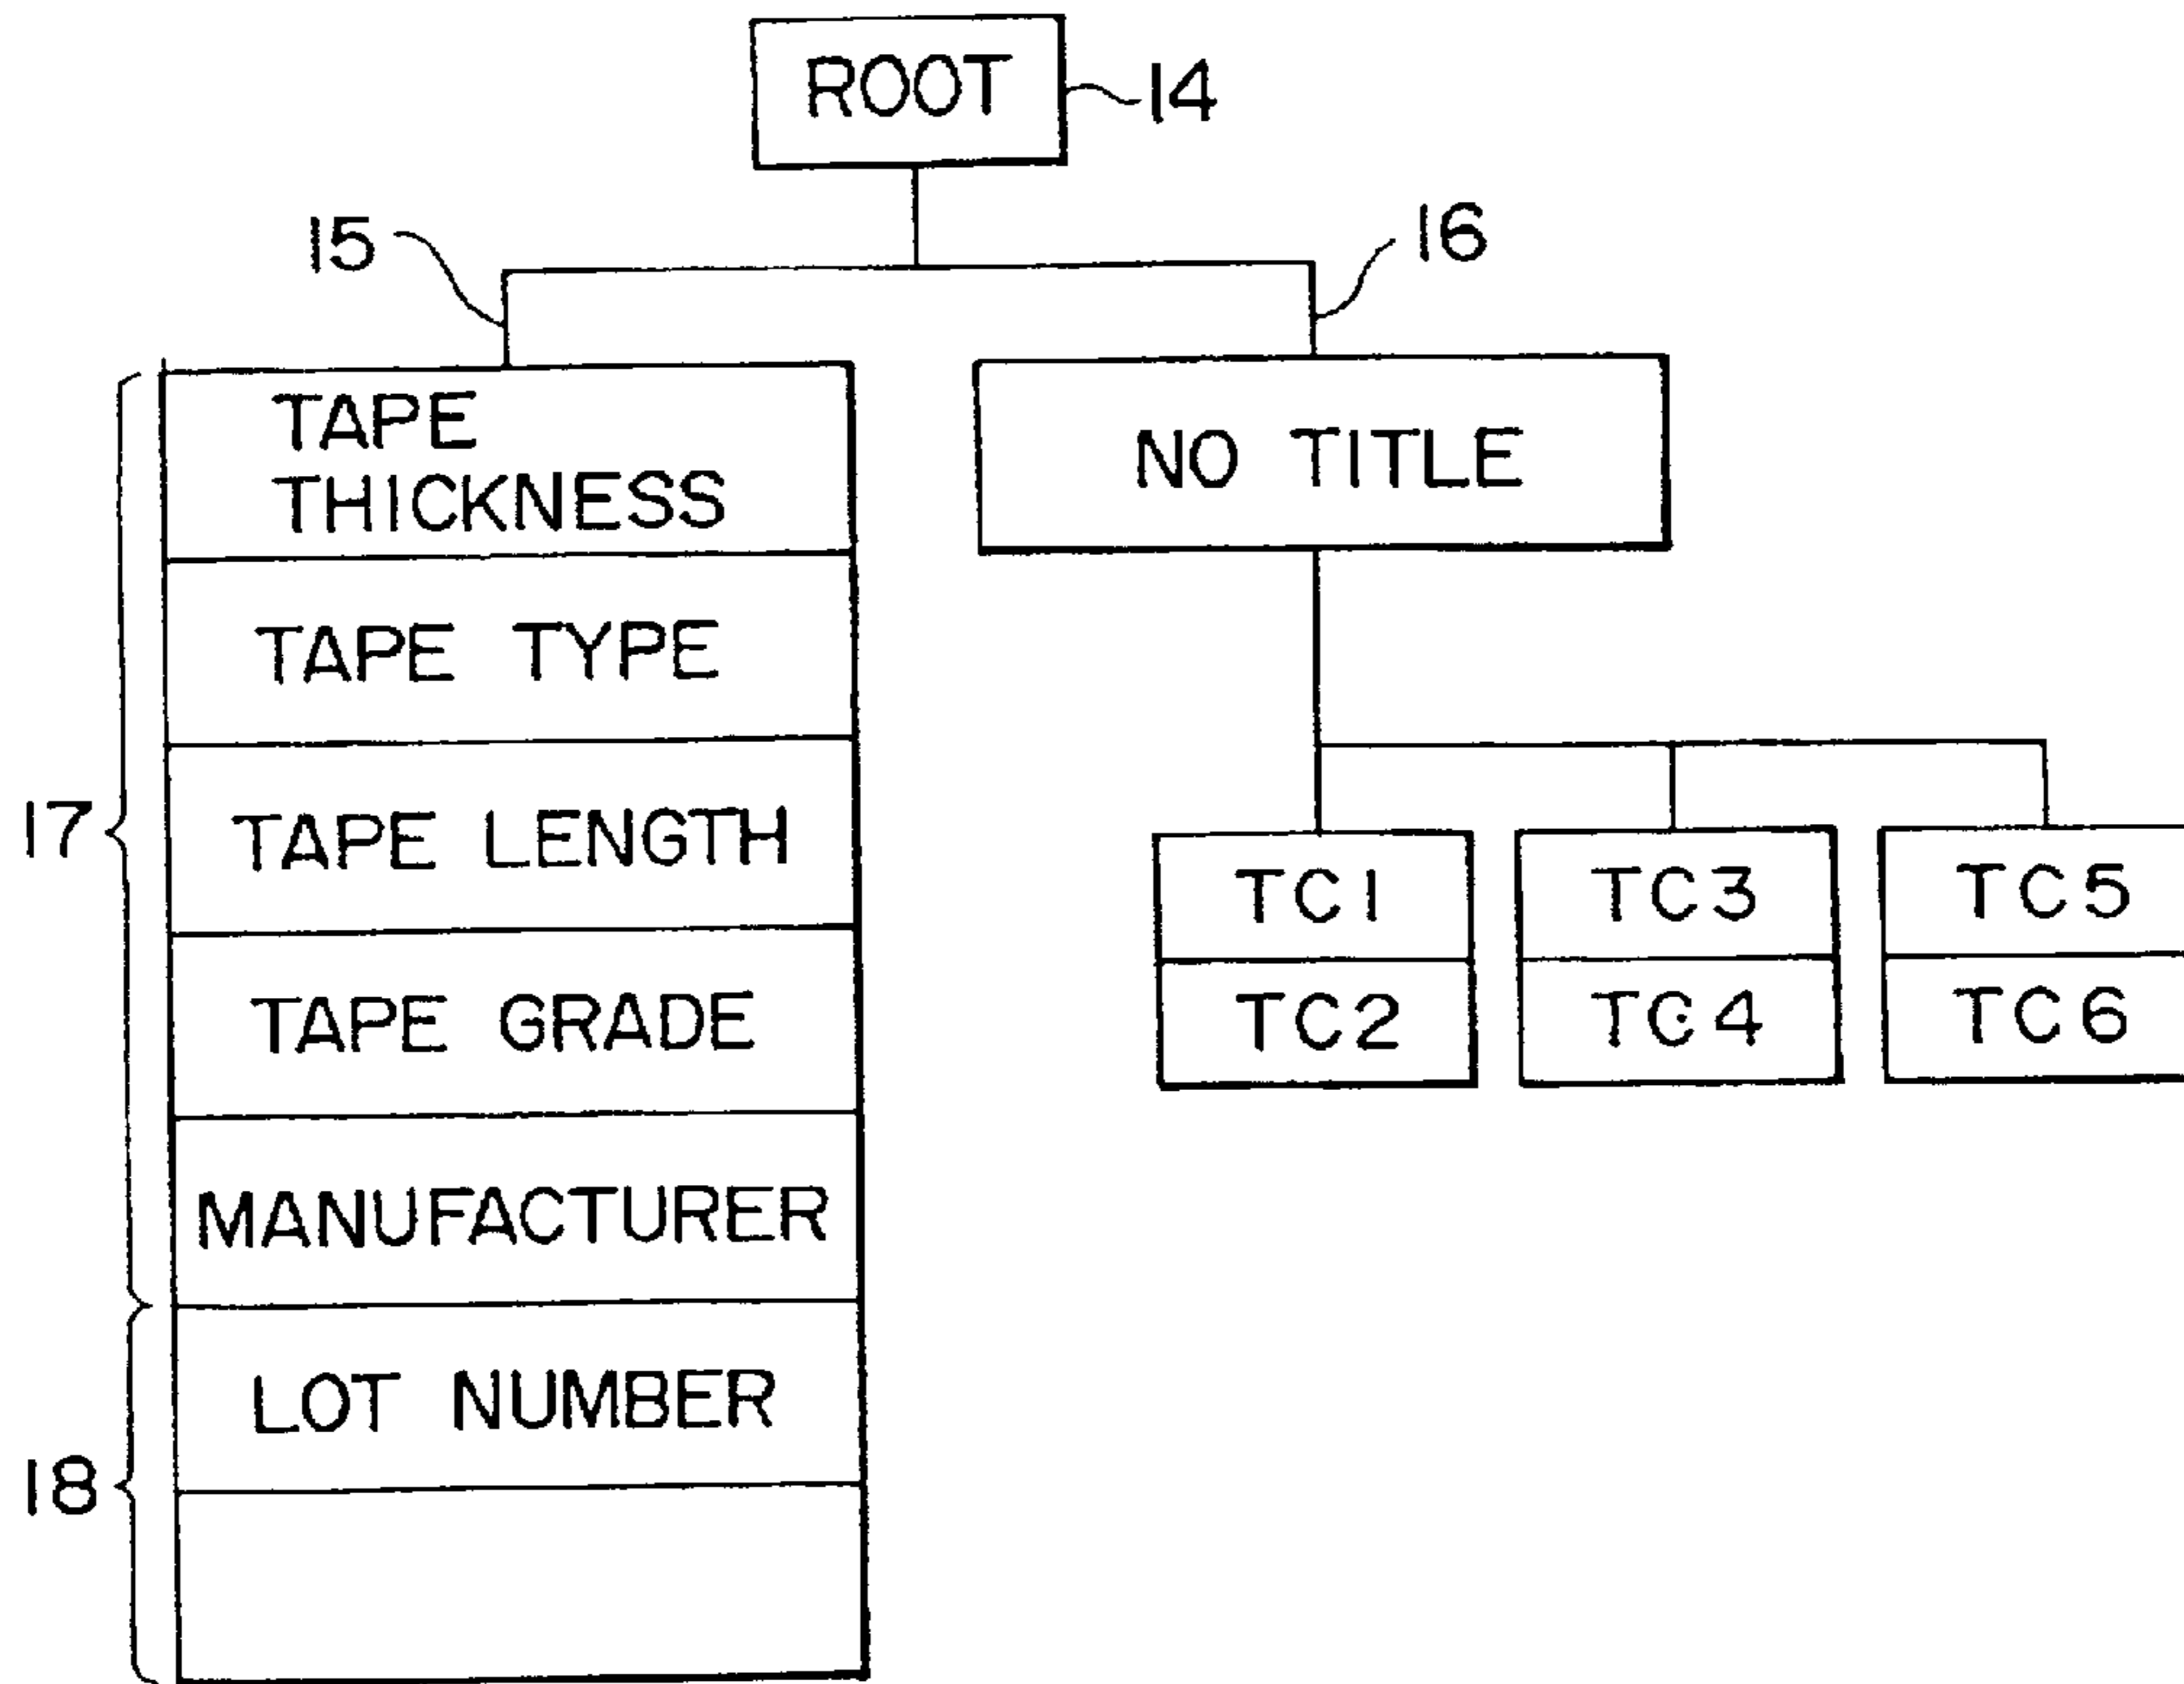 ROOT
14
15
16
TAPE
THICKNESS
NO TITLE
TAPE TYPE
17
TAPE LENGTH
TC1
TC3
TC5
TAPE GRADE
TC2
TC4
TC6
MANUFACTURER
LOT NUMBER
18